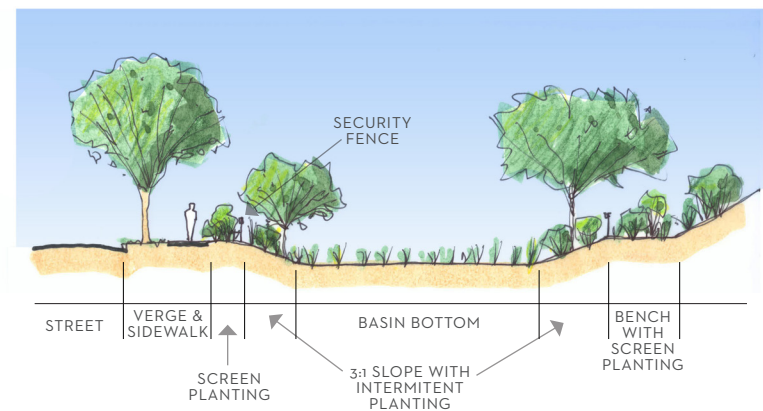 SECURITY
FENCE
STREET
VERGE &
SIDEWALK
SCREEN
PLANTING
3:1 SLOPE WITH
INTERMITENT
PLANTING
BASIN BOTTOM
BENCH
WITH
SCREEN
PLANTING